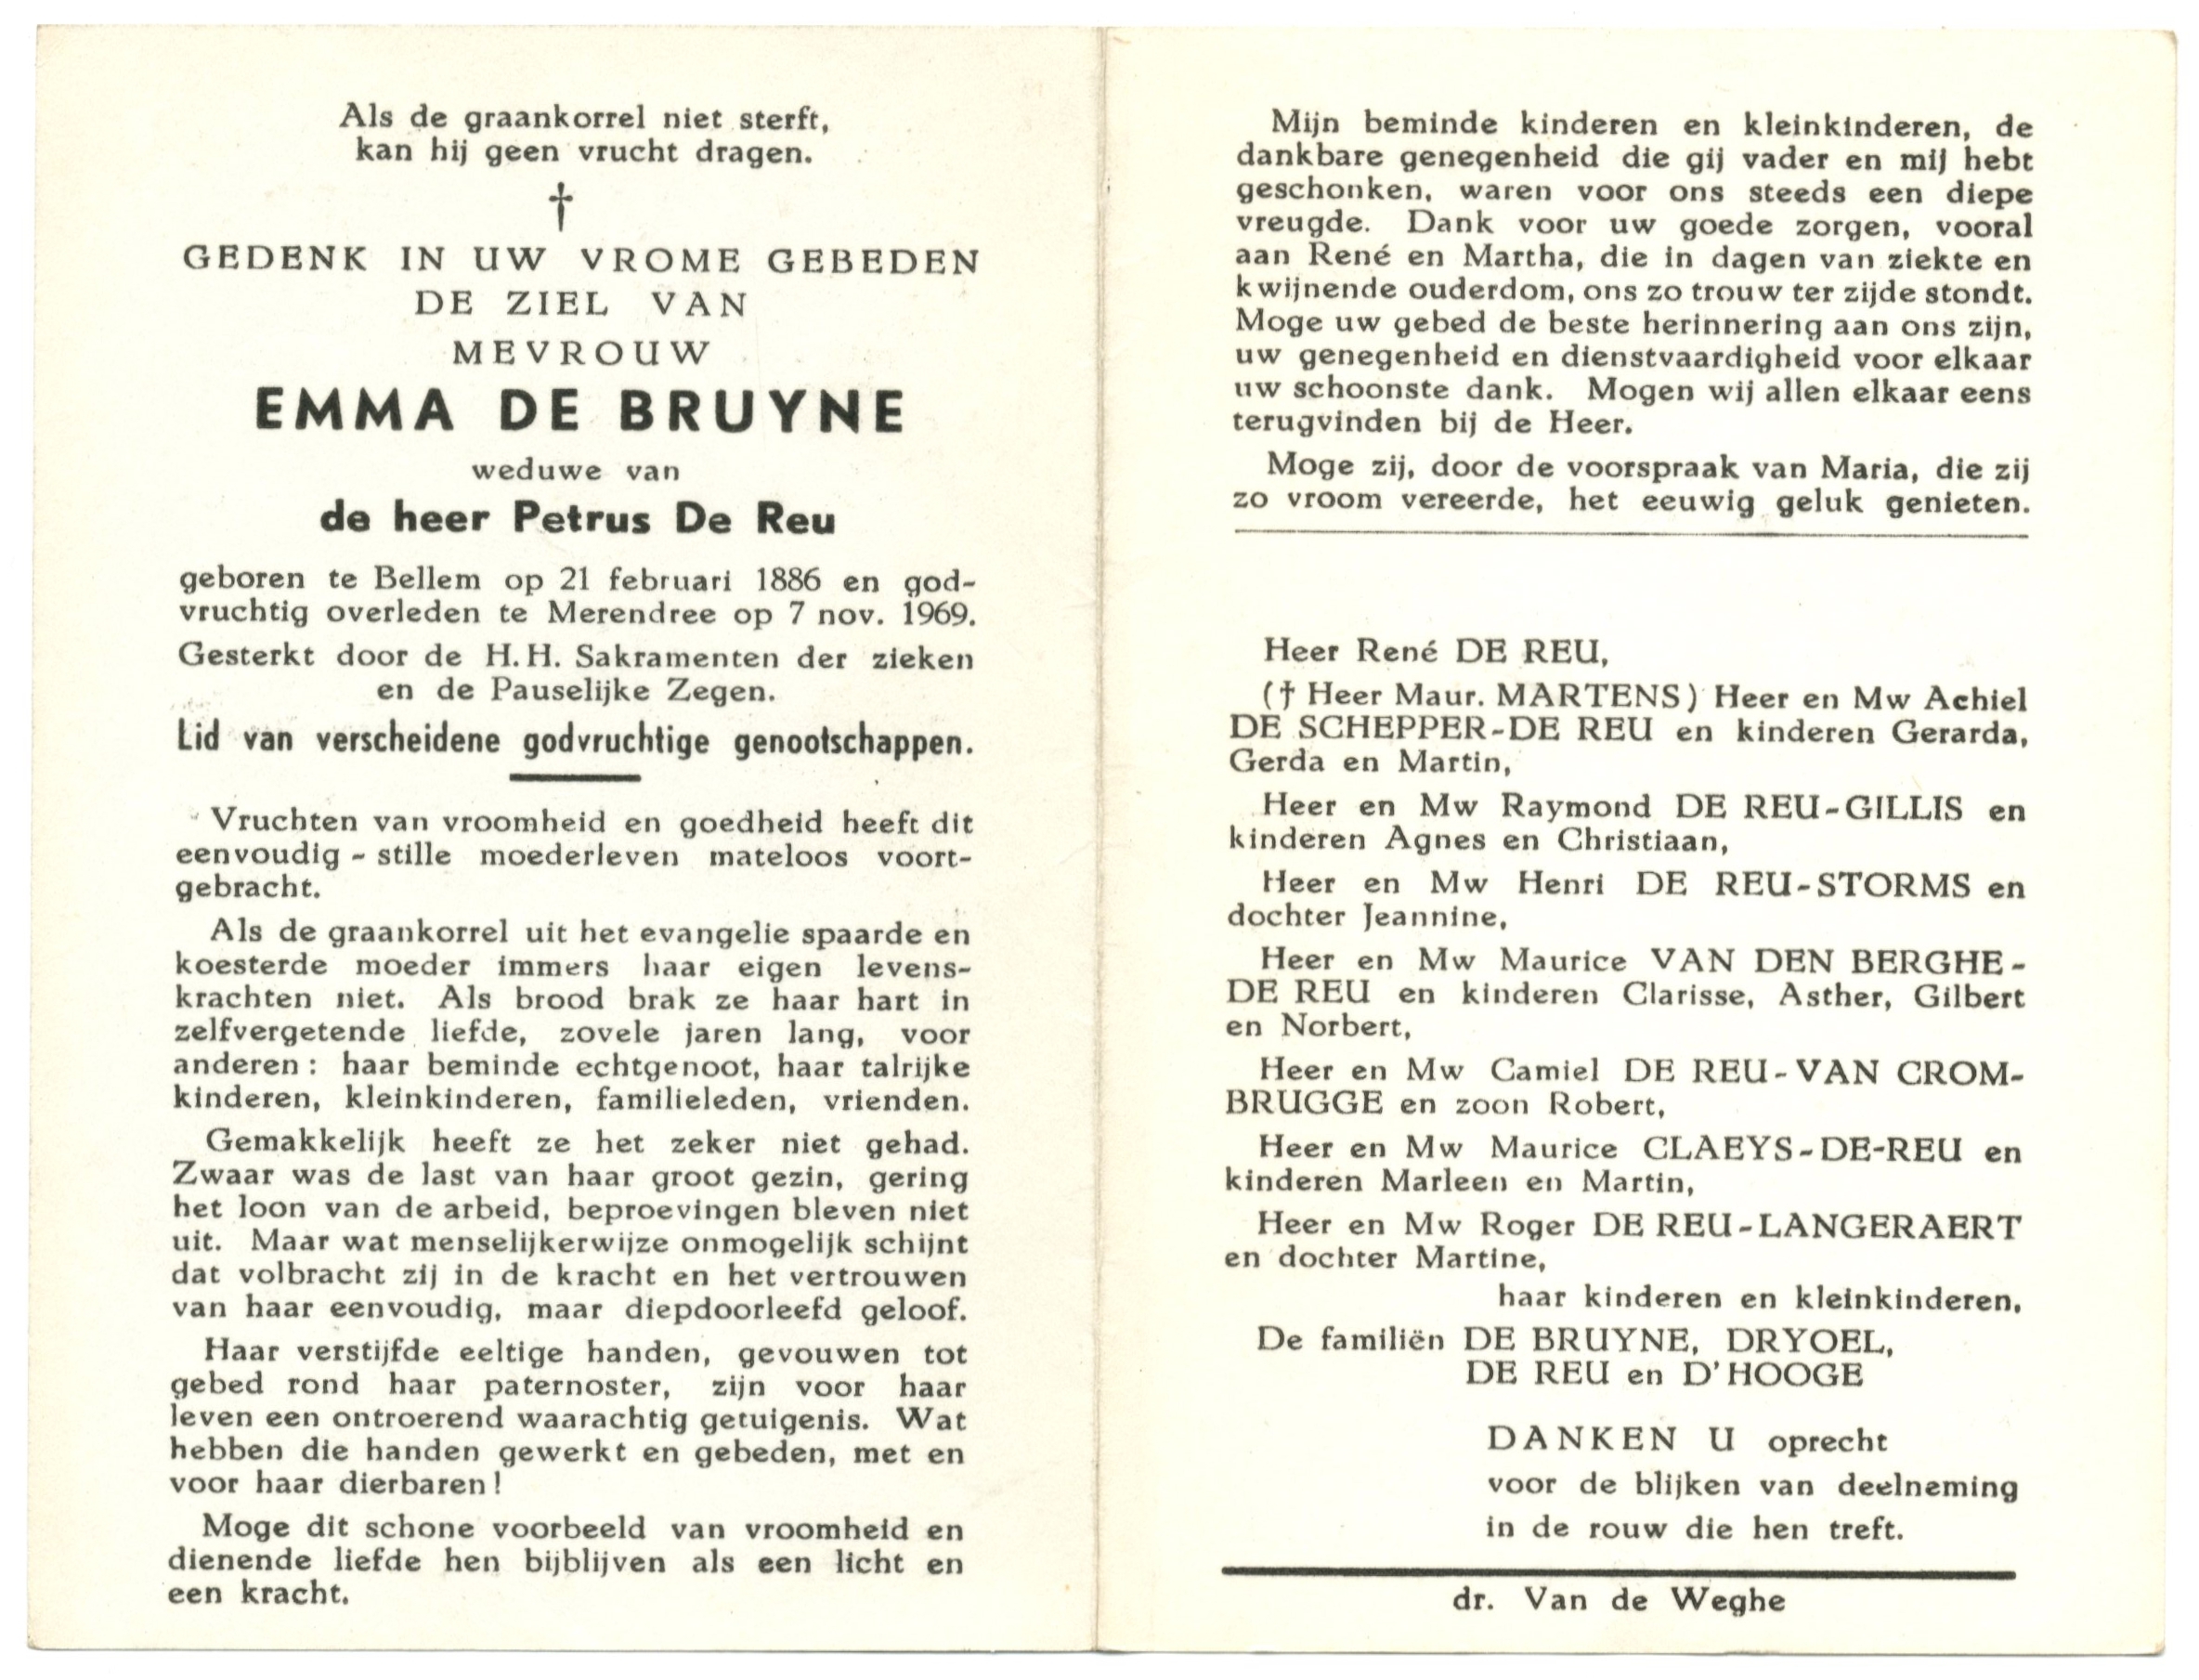 Als de graankorrel niet sterft,
kan hij geen vrucht dragen.
†
GEDENK IN UW VROME GEBEDEN
DE ZIEL VAN
MEVROUW
EMMA DE BRUYNE
weduwe van
de heer Petrus De Reu
geboren te Bellem op 21 februari 1886 en god-
vruchtig overleden te Merendree op 7 nov. 1969.
Gesterkt door de H.H. Sakramenten der zieken
en de Pauselijke Zegen.
Lid van verscheidene godvruchtige genootschappen.
Vruchten van vroomheid en goedheid heeft dit
eenvoudig - stille moederleven mateloos voort-
gebracht.
Als de graankorrel uit het evangelie spaarde en
koesterde moeder immers haar eigen levens-
krachten niet. Als brood brak ze haar hart in
zelfvergetende liefde, zovele jaren lang, voor
anderen : haar beminde echtgenoot, haar talrijke
kinderen, kleinkinderen, familieleden, vrienden.
Gemakkelijk heeft ze het zeker niet gehad.
Zwaar was de last van haar groot gezin, gering
het loon van de arbeid, beproevingen bleven niet
uit. Maar wat menselijkerwijze onmogelijk schijnt
dat volbracht zij in de kracht en het vertrouwen
van haar eenvoudig, maar diepdoorleefd geloof.
Haar verstijfde eeltige handen, gevouwen tot
gebed rond haar paternoster, zijn voor haar
leven een ontroerend waarachtig getuigenis. Wat
hebben die handen gewerkt en gebeden, met en
voor haar dierbaren !
Moge dit schone voorbeeld van vroomheid en
dienende liefde hen bijblijven als een licht en
een kracht.
Mijn beminde kinderen en kleinkinderen, de
dankbare genegenheid die gij vader en mij hebt
geschonken, waren voor ons steeds een diepe
vreugde. Dank voor uw goede zorgen, vooral
aan René en Martha, die in dagen van ziekte en
kwijnende ouderdom, ons zo trouw ter zijde stondt.
Moge uw gebed de beste herinnering aan ons zijn,
uw genegenheid en dienstvaardigheid voor elkaar
uw schoonste dank. Mogen wij allen elkaar eens
terugvinden bij de Heer.
Moge zij, door de voorspraak van Maria, die zij
zo vroom vereerde, het eeuwig geluk genieten.
Heer René DE REU,
(† Heer Maur. MARTENS) Heer en Mw Achiel
DE SCHEPPER-DE REU en kinderen Gerarda,
Gerda en Martin,
Heer en Mw Raymond DE REU-GILLIS en
kinderen Agnes en Christiaan,
Heer en Mw Henri DE REU-STORMS en
dochter Jeannine,
Heer en Mw Maurice VAN DEN BERGHE-
DE REU en kinderen Clarisse, Asther, Gilbert
en Norbert,
Heer en Mw Camiel DE REU-VAN CROM-
BRUGGE en zoon Robert,
Heer en Mw Maurice CLAEYS-DE-REU en
kinderen Marleen en Martin,
Heer en Mw Roger DE REU-LANGERAERT
en dochter Martine,
haar kinderen en kleinkinderen,
De familiën DE BRUYNE, DRYOEL,
DE REU en D'HOOGE
DANKEN U oprecht
voor de blijken van deelneming
in de rouw die hen treft.
dr. Van de Weghe